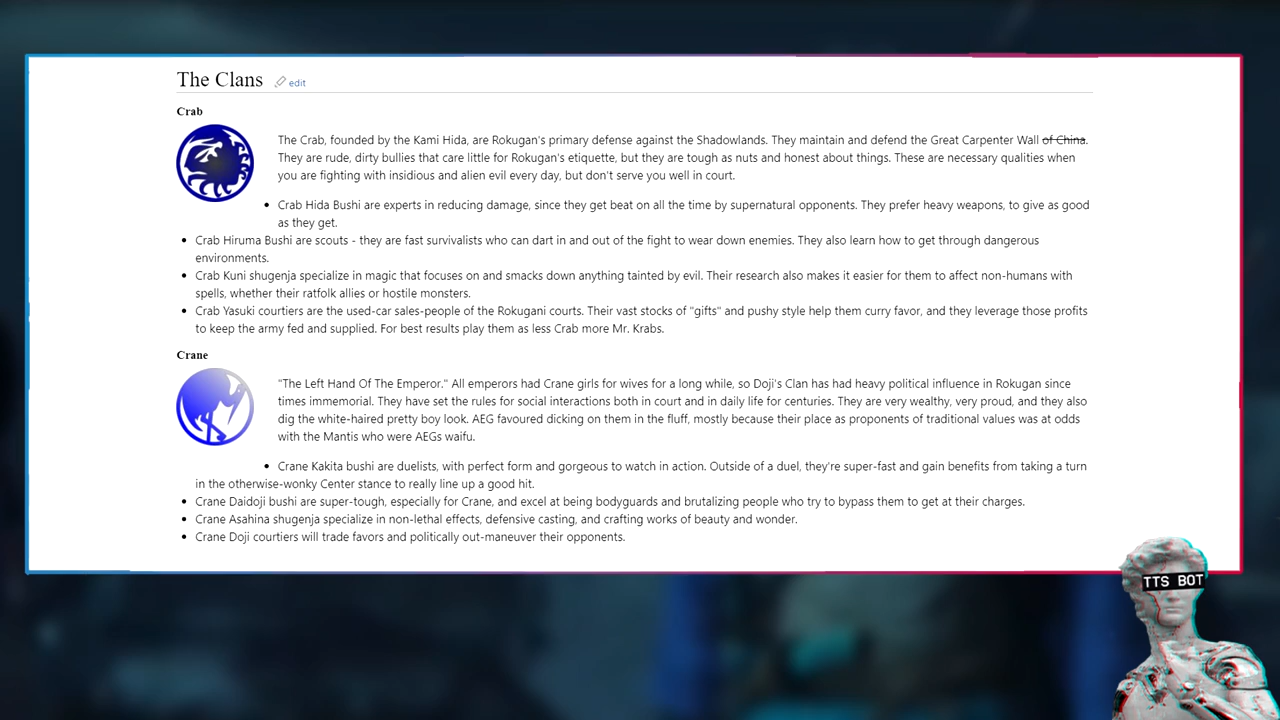 The Clans edit
Crab
The Crab, founded by the Kami Hida, are Rokugan's primary defense against the Shadowlands. They maintain and defend the Great Carpenter Wall of China.
They are rude, dirty bullies that care little for Rokugan's etiquette, but they are tough as nuts and honest about things. These are necessary qualities when
you are fighting with insidious and alien evil every day, but don't serve you well in court.
• Crab Hida Bushi are experts in reducing damage, since they get beat on all the time by supernatural opponents. They prefer heavy weapons, to give as good
as they get.
• Crab Hiruma Bushi are scouts - they are fast survivalists who can dart in and out of the fight to wear down enemies. They also learn how to get through dangerous
environments.
• Crab Kuni shugenja specialize in magic that focuses on and smacks down anything tainted by evil. Their research also makes it easier for them to affect non-humans with
spells, whether their ratfolk allies or hostile monsters.
• Crab Yasuki courtiers are the used-car sales-people of the Rokugani courts. Their vast stocks of "gifts" and pushy style help them curry favor, and they leverage those profits
to keep the army fed and supplied. For best results play them as less Crab more Mr. Krabs.
Crane
"The Left Hand Of The Emperor." All emperors had Crane girls for wives for a long while, so Doji's Clan has had heavy political influence in Rokugan since
times immemorial. They have set the rules for social interactions both in court and in daily life for centuries. They are very wealthy, very proud, and they also
dig the white-haired pretty boy look. AEG favoured dicking on them in the fluff, mostly because their place as proponents of traditional values was at odds
with the Mantis who were AEGs waifu.
• Crane Kakita bushi are duelists, with perfect form and gorgeous to watch in action. Outside of a duel, they're super-fast and gain benefits from taking a turn
in the otherwise-wonky Center stance to really line up a good hit.
• Crane Daidoji bushi are super-tough, especially for Crane, and excel at being bodyguards and brutalizing people who try to bypass them to get at their charges.
• Crane Asahina shugenja specialize in non-lethal effects, defensive casting, and crafting works of beauty and wonder.
• Crane Doji courtiers will trade favors and politically out-maneuver their opponents.
TTS BOT